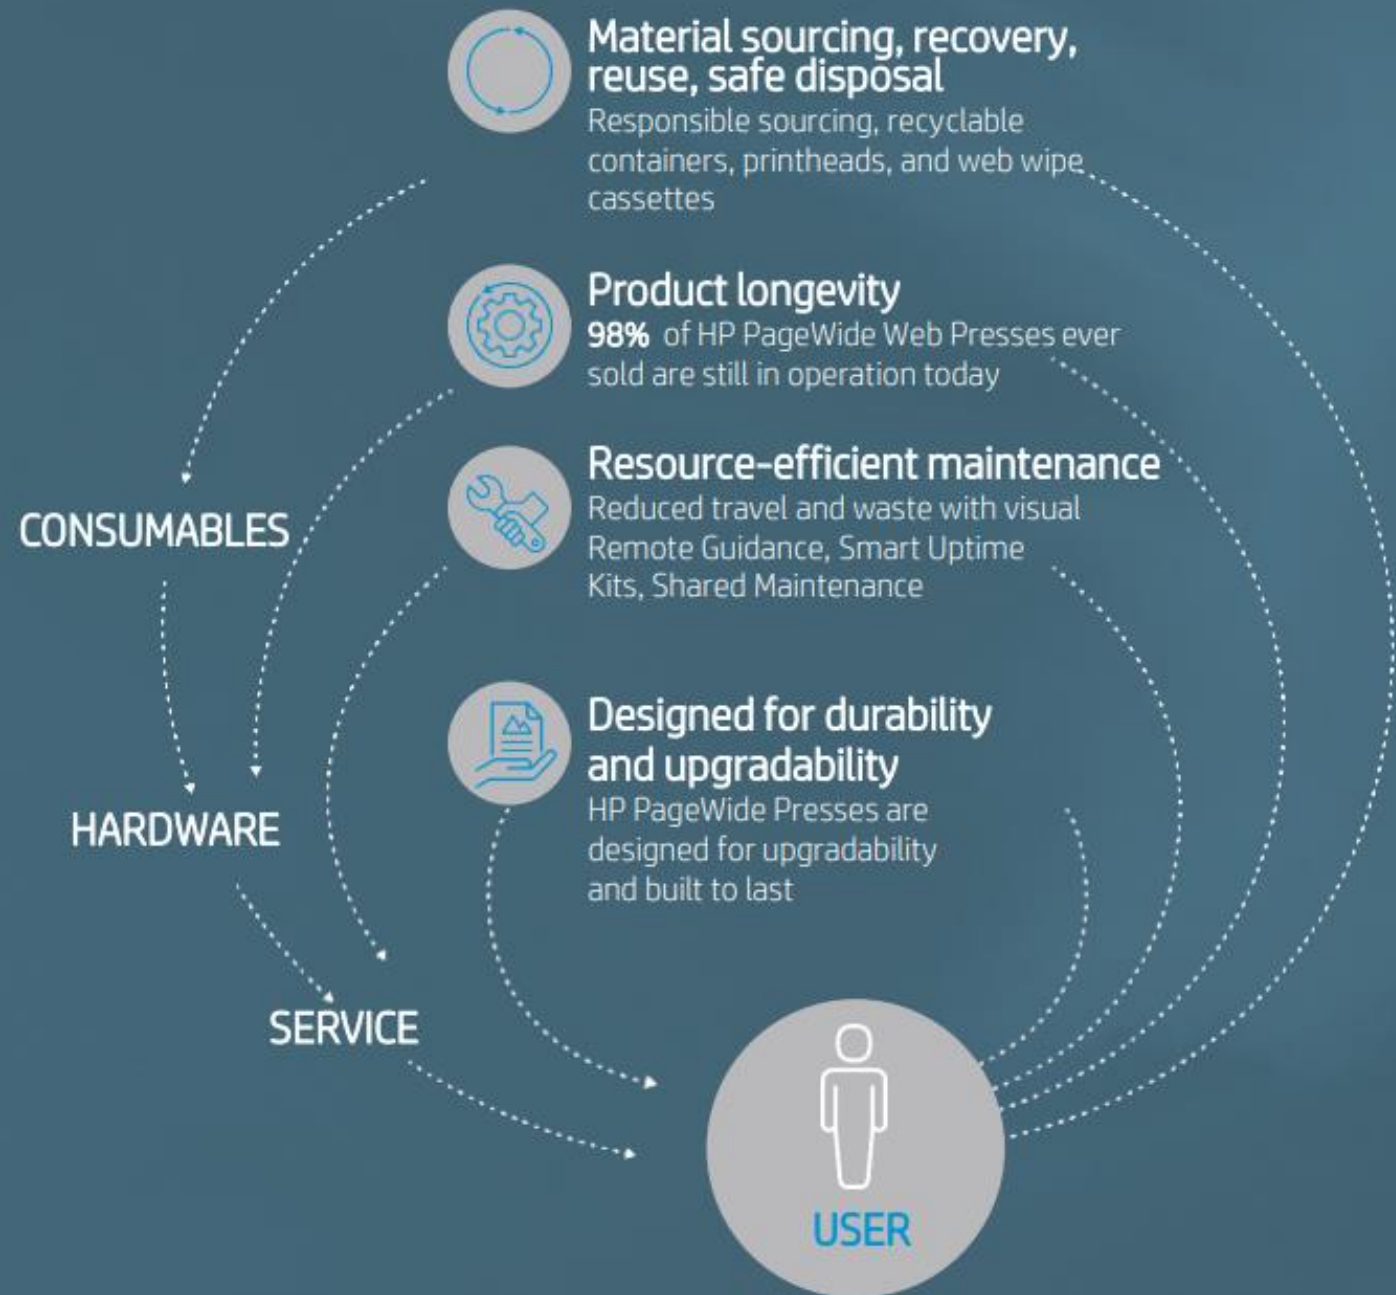 Material sourcing, recovery,
reuse, safe disposal
Responsible sourcing, recyclable
containers, printheads, and web wipe
cassettes
Product longevity
98% of HP PageWide Web Presses ever
sold are still in operation today
Resource-efficient maintenance
Reduced travel and waste with visual
Remote Guidance, Smart Uptime
Kits, Shared Maintenance
CONSUMABLES
Designed for durability
and upgradability
HP PageWide Presses are
designed for upgradability
and built to last
HARDWARE
SERVICE
USER